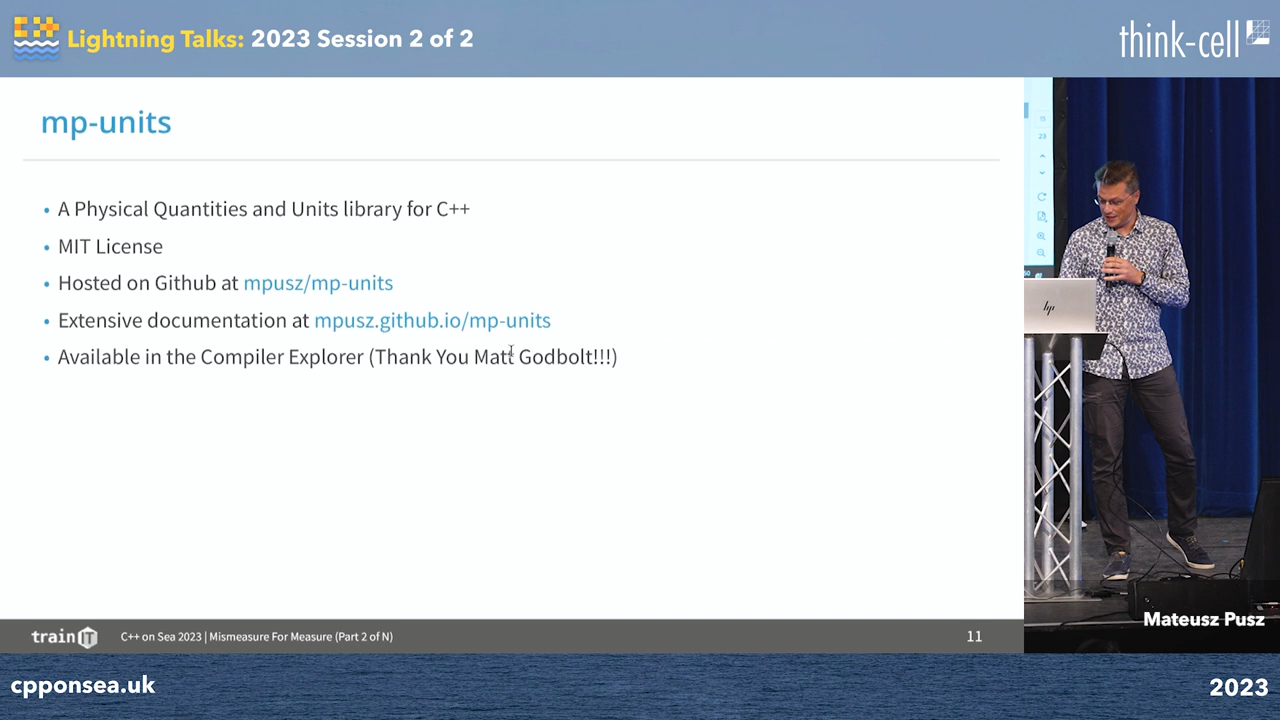 Lightning Talks: 2023 Session 2 of 2
think-cell
mp-units
• A Physical Quantities and Units library for C++
• MIT License
• Hosted on Github at mpusz/mp-units
• Extensive documentation at mpusz.github.io/mp-units
• Available in the Compiler Explorer (Thank You Matt Godbolt!!!)
23
hp
train IT
C++ on Sea 2023 | Mismeasure For Measure (Part 2 of N)
11
Mateusz Pusz
cpponsea.uk
2023